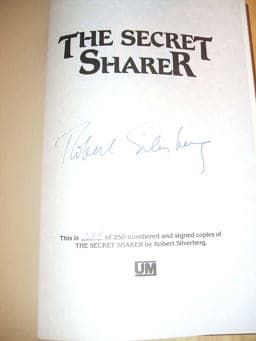 THE SECRET
SHARER
Robert Silverberg
This is of 250 numbered and signed copies of
THE SECRET SHARER by Robert Silverberg.
UM